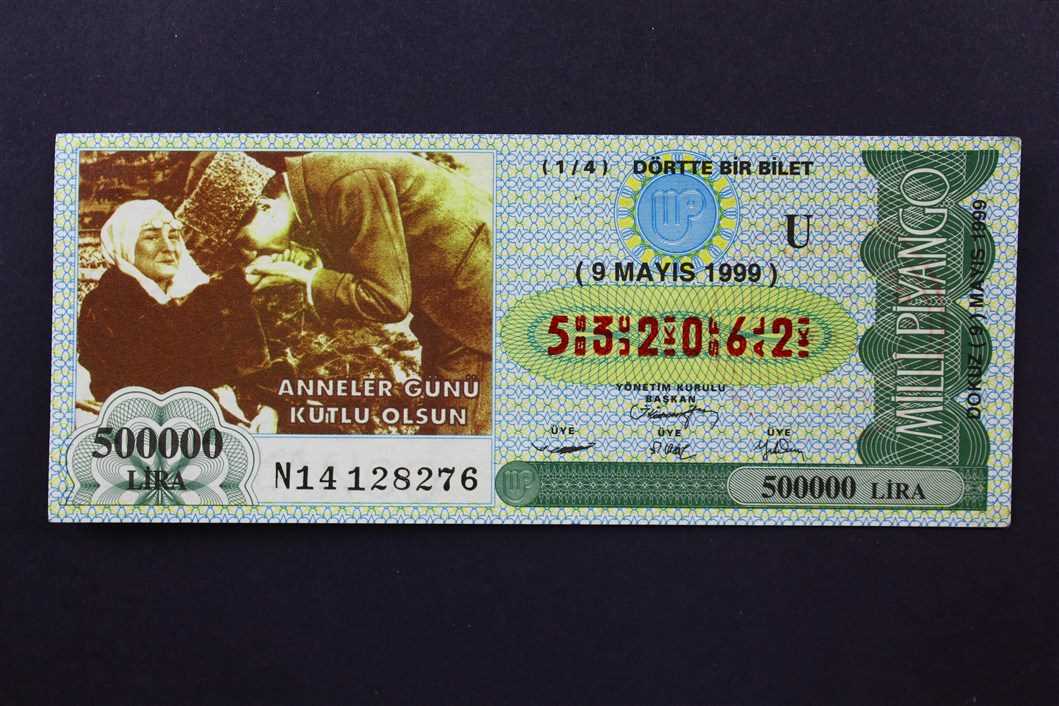 ANNELER GÜNÜ
KUTLU OLSUN
500000
LİRA
N14 128276
(1/4) DÖRTTE BİR BİLET
U
( 9 MAYIS 1999 )
532062
YÖNETİM KURULU
BAŞKAN
ÜYE ÜYE ÜYE
500000 LİRA
MİLLİ PİYANGO
DOKUZ ( 9 ) MAYIS 1999